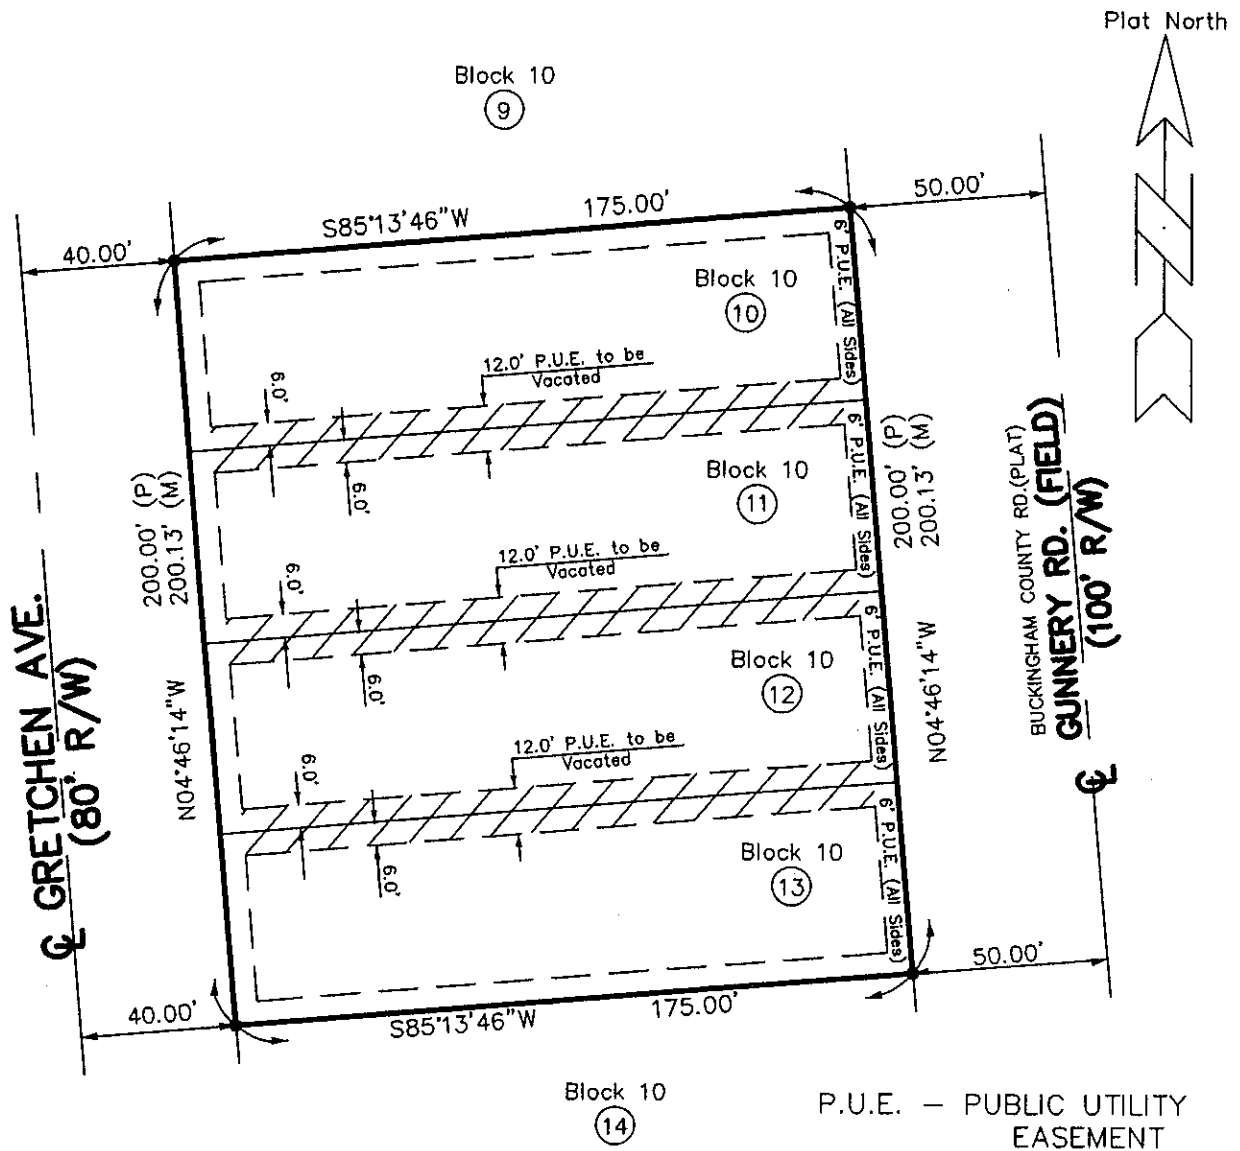 Plat North
Block 10
9
S85°13'46"W 175.00'
50.00'
40.00'
6' P.U.E. (All Sides)
Block 10
10
12.0' P.U.E. to be
Vacated
6.0'
6.0'
200.00' (P)
200.13' (M)
6' P.U.E. (All Sides)
Block 10
11
200.00' (P)
200.13' (M)
12.0' P.U.E. to be
Vacated
6.0'
6.0'
6' P.U.E. (All Sides)
Block 10
12
N04°46'14"W
N04°46'14"W
BUCKINGHAM COUNTY RD.(PLAT)
GUNNERY RD. (FIELD)
(100' R/W)
CL
CL GRETCHEN AVE.
(80' R/W)
12.0' P.U.E. to be
Vacated
6.0'
6.0'
6' P.U.E. (All Sides)
Block 10
13
50.00'
40.00'
S85°13'46"W 175.00'
Block 10
14
P.U.E. – PUBLIC UTILITY
EASEMENT